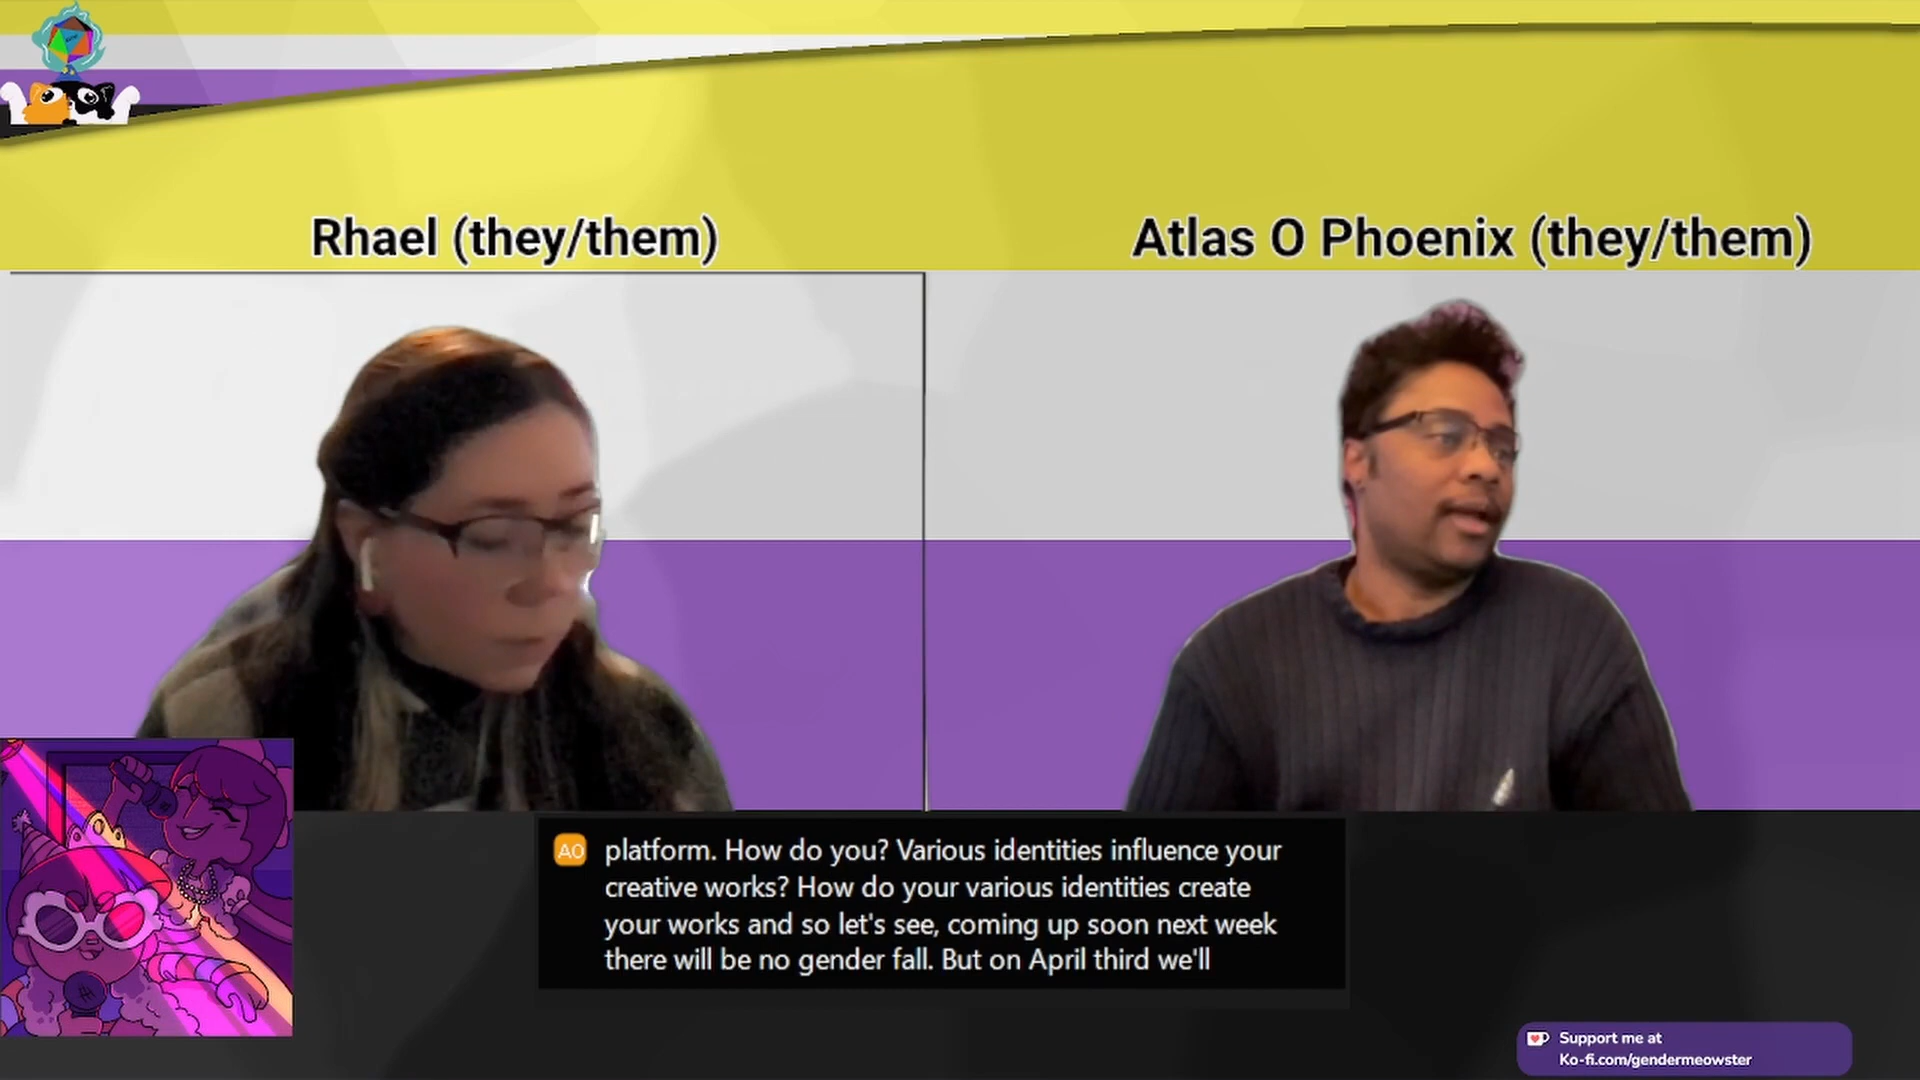 Rhael (they/them)
Atlas O Phoenix (they/them)
AO
platform. How do you? Various identities influence your
creative works? How do your various identities create
your works and so let's see, coming up soon next week
there will be no gender fall. But on April third we'll
Support me at
Ko-fi.com/gendermeowster